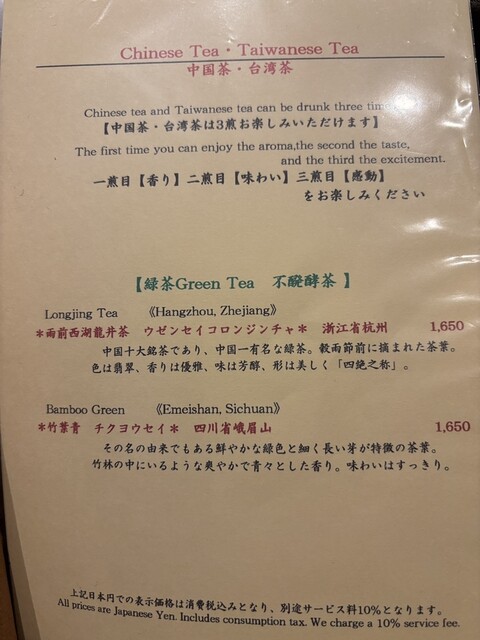 Chinese Tea・Taiwanese Tea
中国茶・台湾茶
Chinese tea and Taiwanese tea can be drunk three
【中国茶・台湾茶は3煎お楽しみいただけます】
The first time you can enjoy the aroma,the second the taste,
and the third the excitement.
一煎目【香り】二煎目【味わい】三煎目【感動】
をお楽しみください
【緑茶Green Tea 不醗酵茶 】
Longjing Tea 《Hangzhou, Zhejiang》
＊雨前西湖龍井茶 ウゼンセイコロンジンチャ＊ 浙江省杭州 1,650
中国十大銘茶であり、中国一有名な緑茶。穀雨節前に摘まれた茶葉。
色は翡翠、香りは優雅、味は芳醇、形は美しく「四絶之称」。
Bamboo Green 《Emeishan, Sichuan》
＊竹葉青 チクヨウセイ＊ 四川省峨眉山 1,650
その名の由来でもある鮮やかな緑色と細く長い芽が特徴の茶葉。
竹林の中にいるような爽やかで青々とした香り。味わいはすっきり。
上記日本円での表示価格は消費税込みとなり、別途サービス料10%となります。
All prices are Japanese Yen. Includes consumption tax. We charge a 10% service fee.